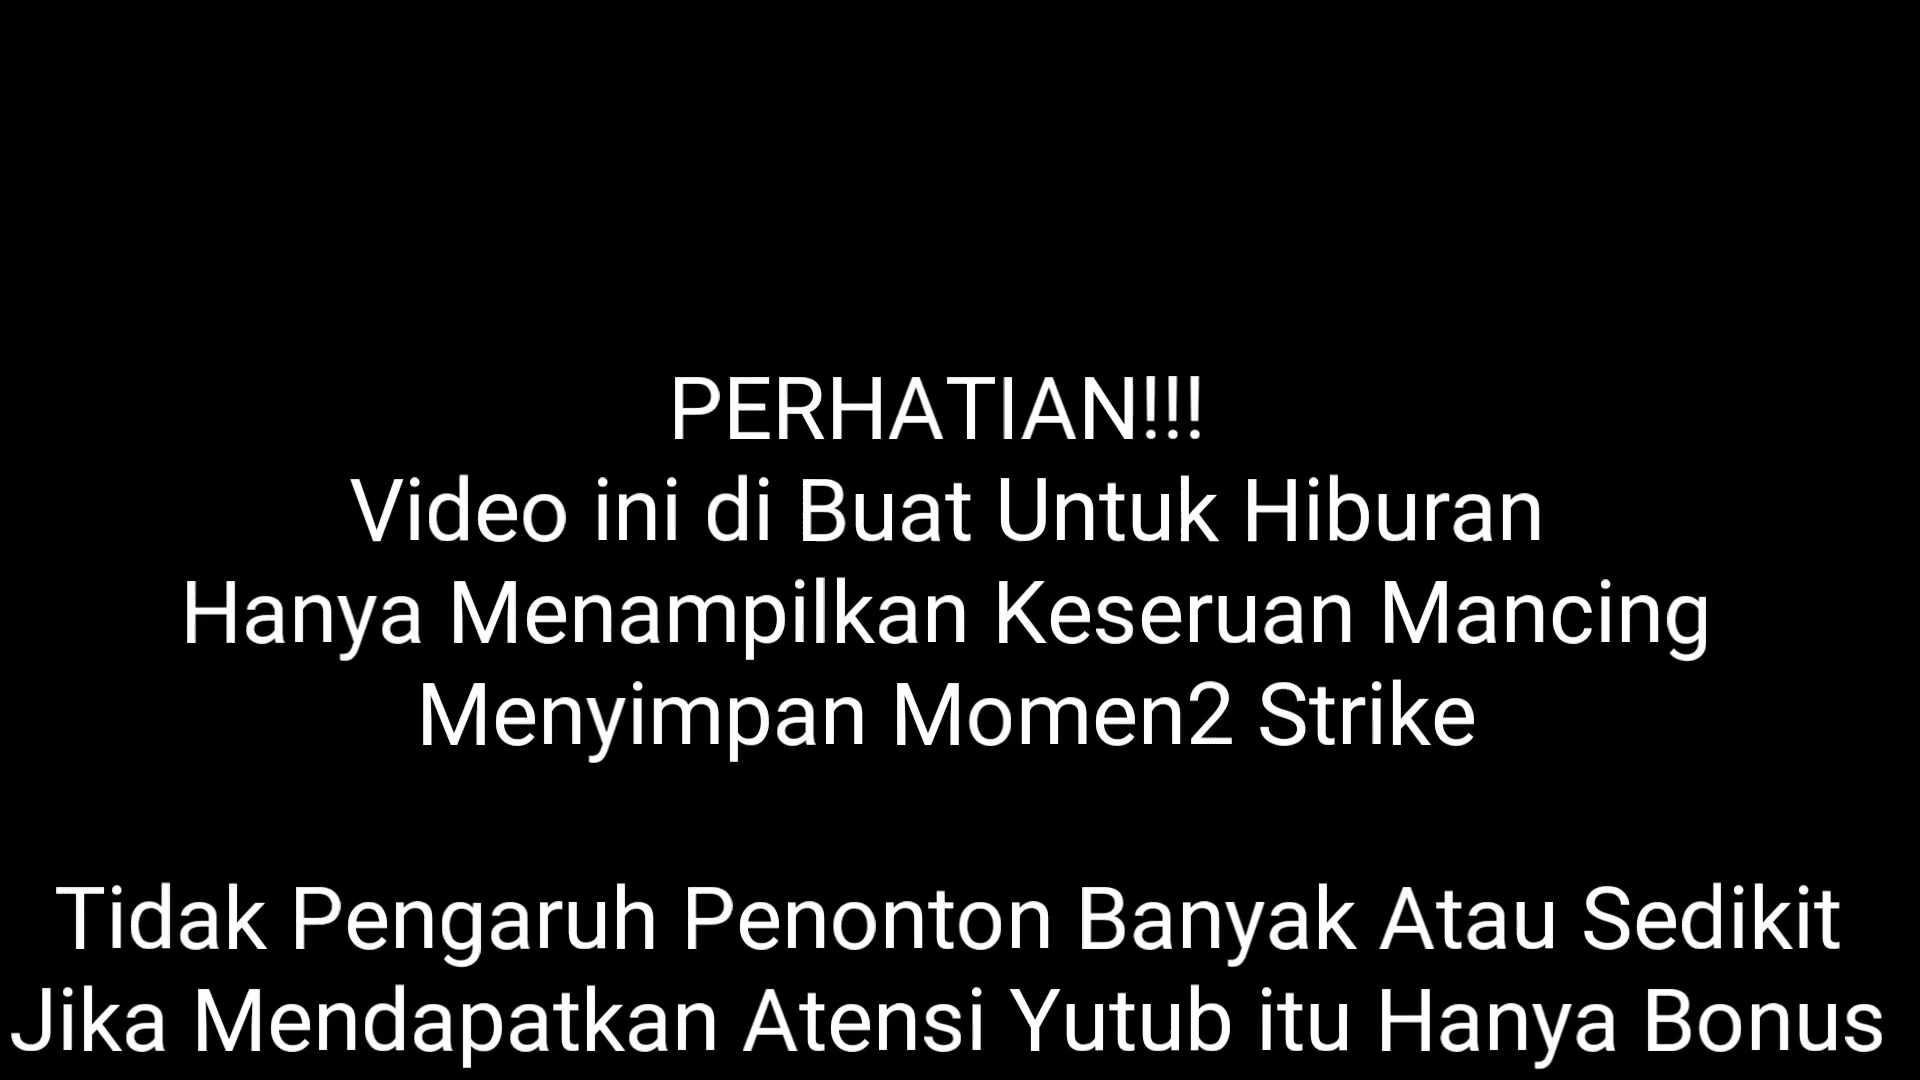 PERHATIAN!!!
Video ini di Buat Untuk Hiburan
Hanya Menampilkan Keseruan Mancing
Menyimpan Momen2 Strike
Tidak Pengaruh Penonton Banyak Atau Sedikit
Jika Mendapatkan Atensi Yutub itu Hanya Bonus